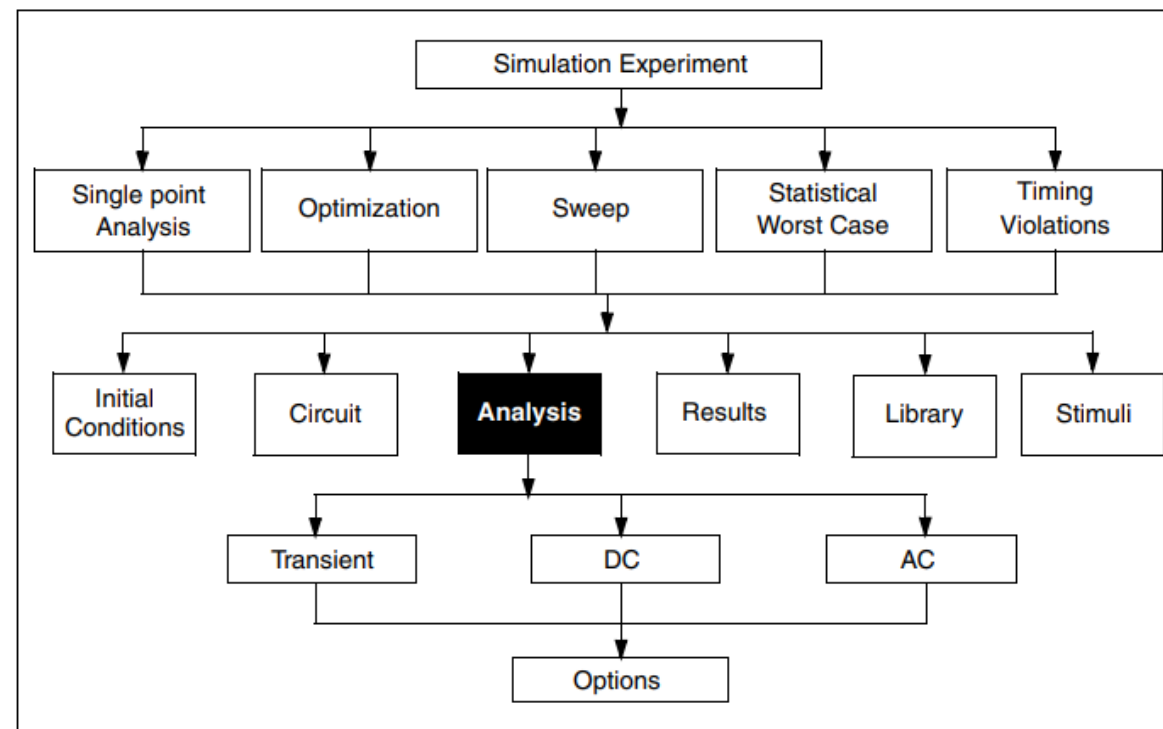 Simulation Experiment
Single point
Analysis
Optimization
Sweep
Statistical
Worst Case
Timing
Violations
Initial
Conditions
Circuit
Analysis
Results
Library
Stimuli
Transient
DC
AC
Options